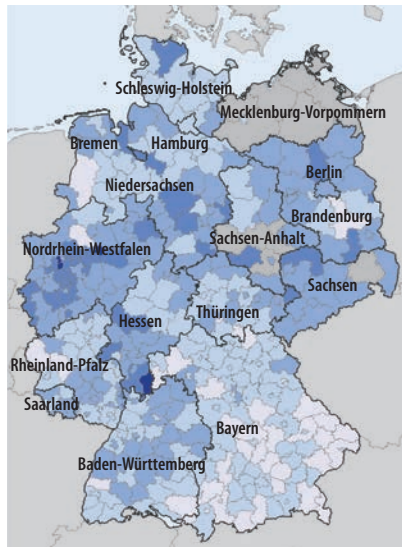 Schleswig-Holstein
Mecklenburg-Vorpommern
Bremen
Hamburg
Berlin
Niedersachsen
Brandenburg
Nordrhein-Westfalen
Sachsen-Anhalt
Sachsen
Hessen
Thüringen
Rheinland-Pfalz
Saarland
Bayern
Baden-Württemberg